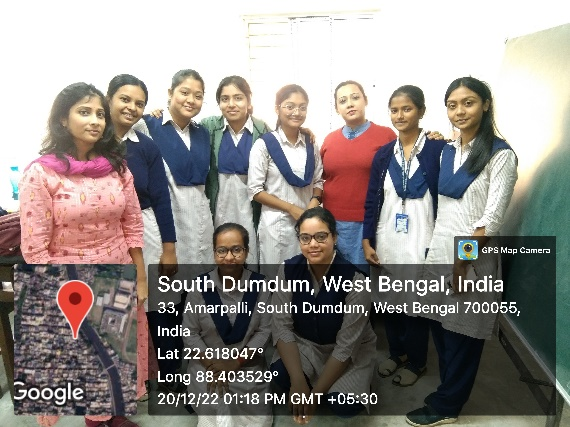 GPS Map Camera
South Dumdum, West Bengal, India
33, Amarpalli, South Dumdum, West Bengal 700055,
India
Lat 22.618047°
Long 88.403529°
20/12/22 01:18 PM GMT +05:30
Google